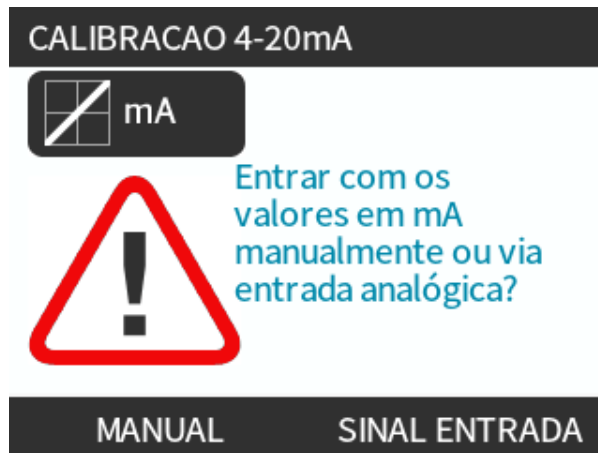 CALIBRACAO 4-20mA
mA
Entrar com os
valores em mA
manualmente ou via
entrada analógica?
MANUAL SINAL ENTRADA